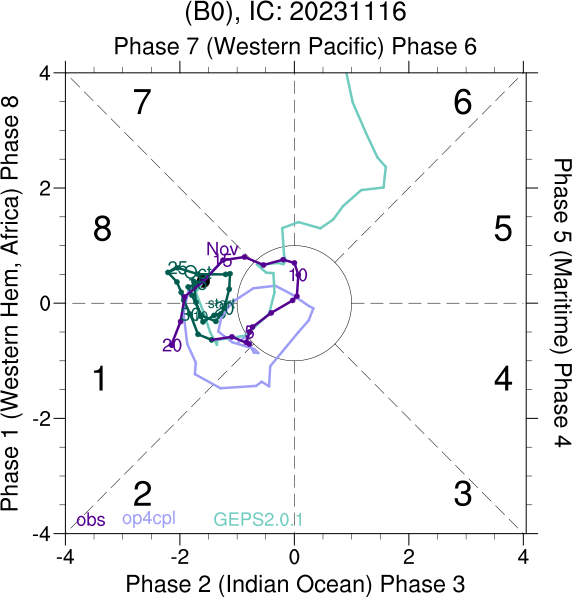 (B0), IC: 20231116
Phase 7 (Western Pacific) Phase 6
4
7
6
Phase 1 (Western Hem, Africa) Phase 8
Phase 5 (Maritime) Phase 4
2
8
5
Nov
15
25
Oct
10
start
0
5
20
1
4
-2
2
3
obs
op4cpl
GEPS2.0.1
-4
-4
-2
0
2
4
Phase 2 (Indian Ocean) Phase 3